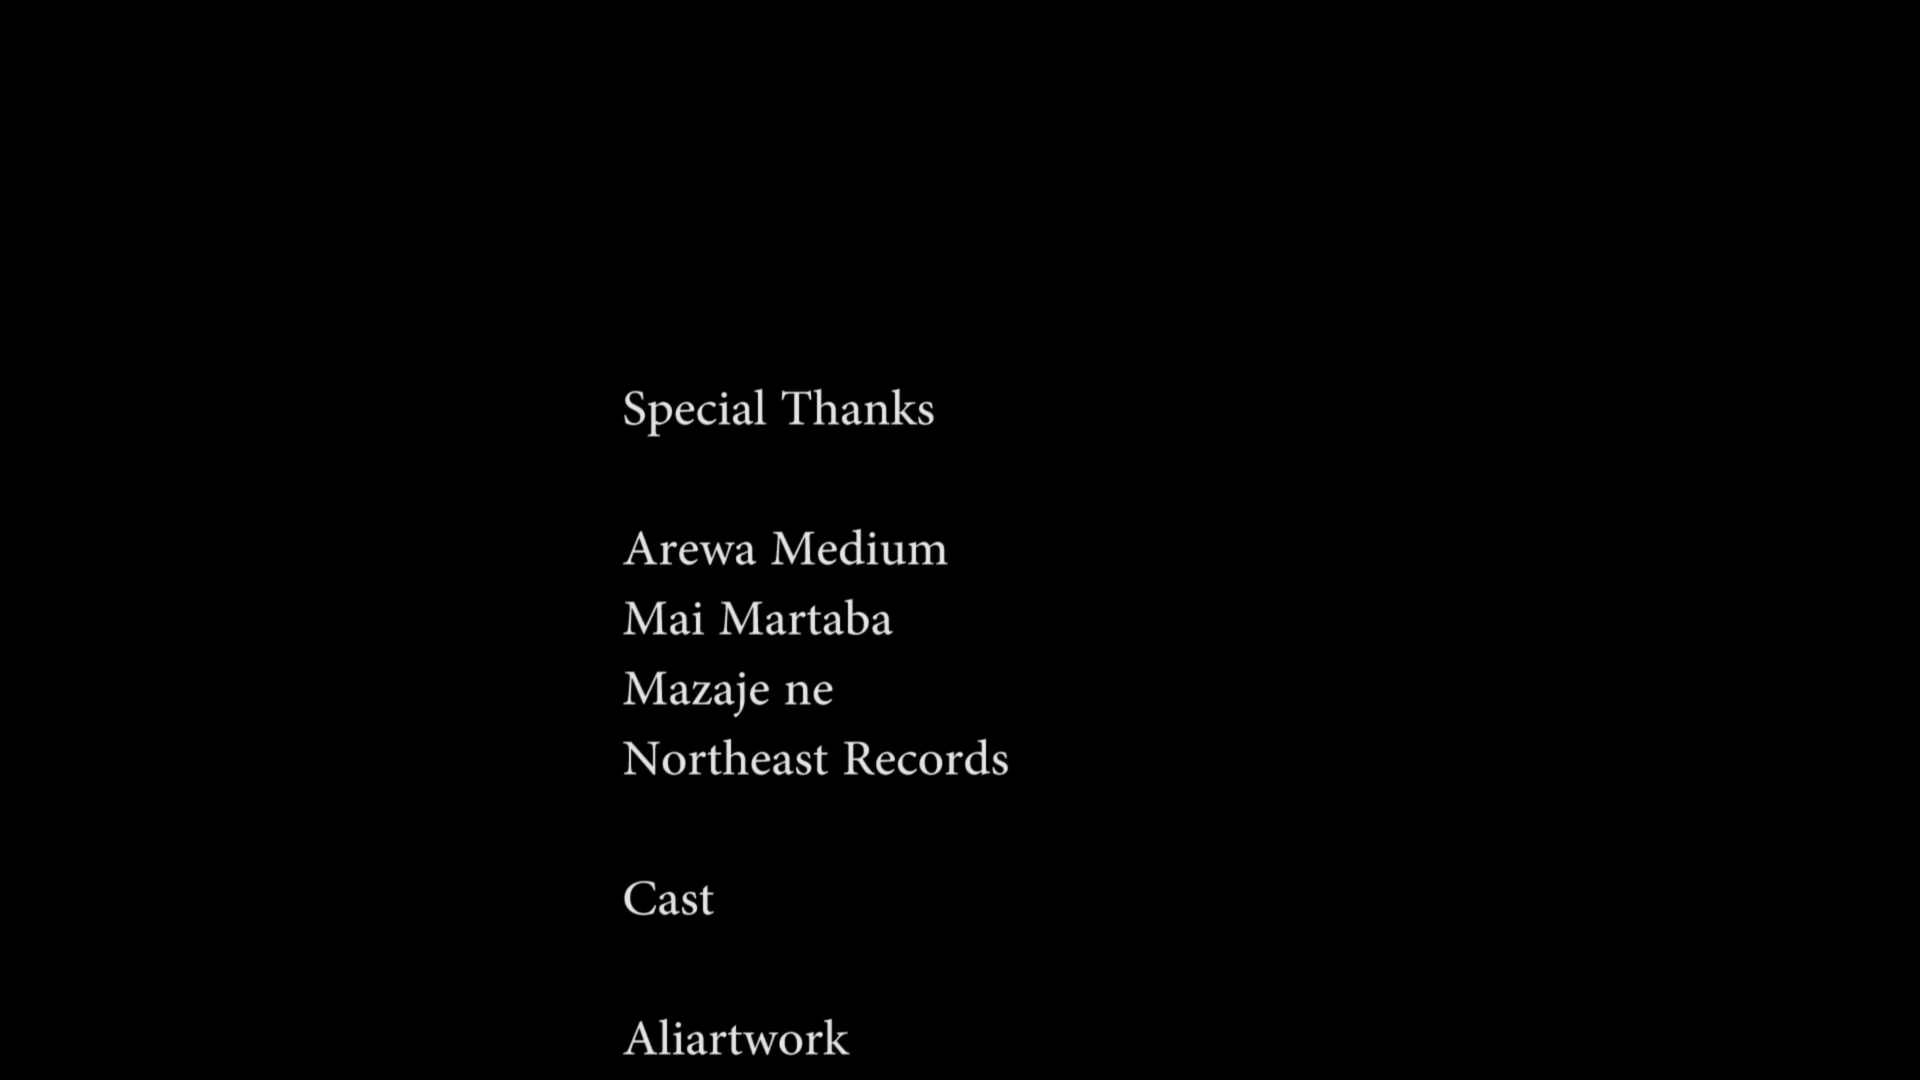 Special Thanks
Arewa Medium
Mai Martaba
Mazaje ne
Northeast Records
Cast
Aliartwork